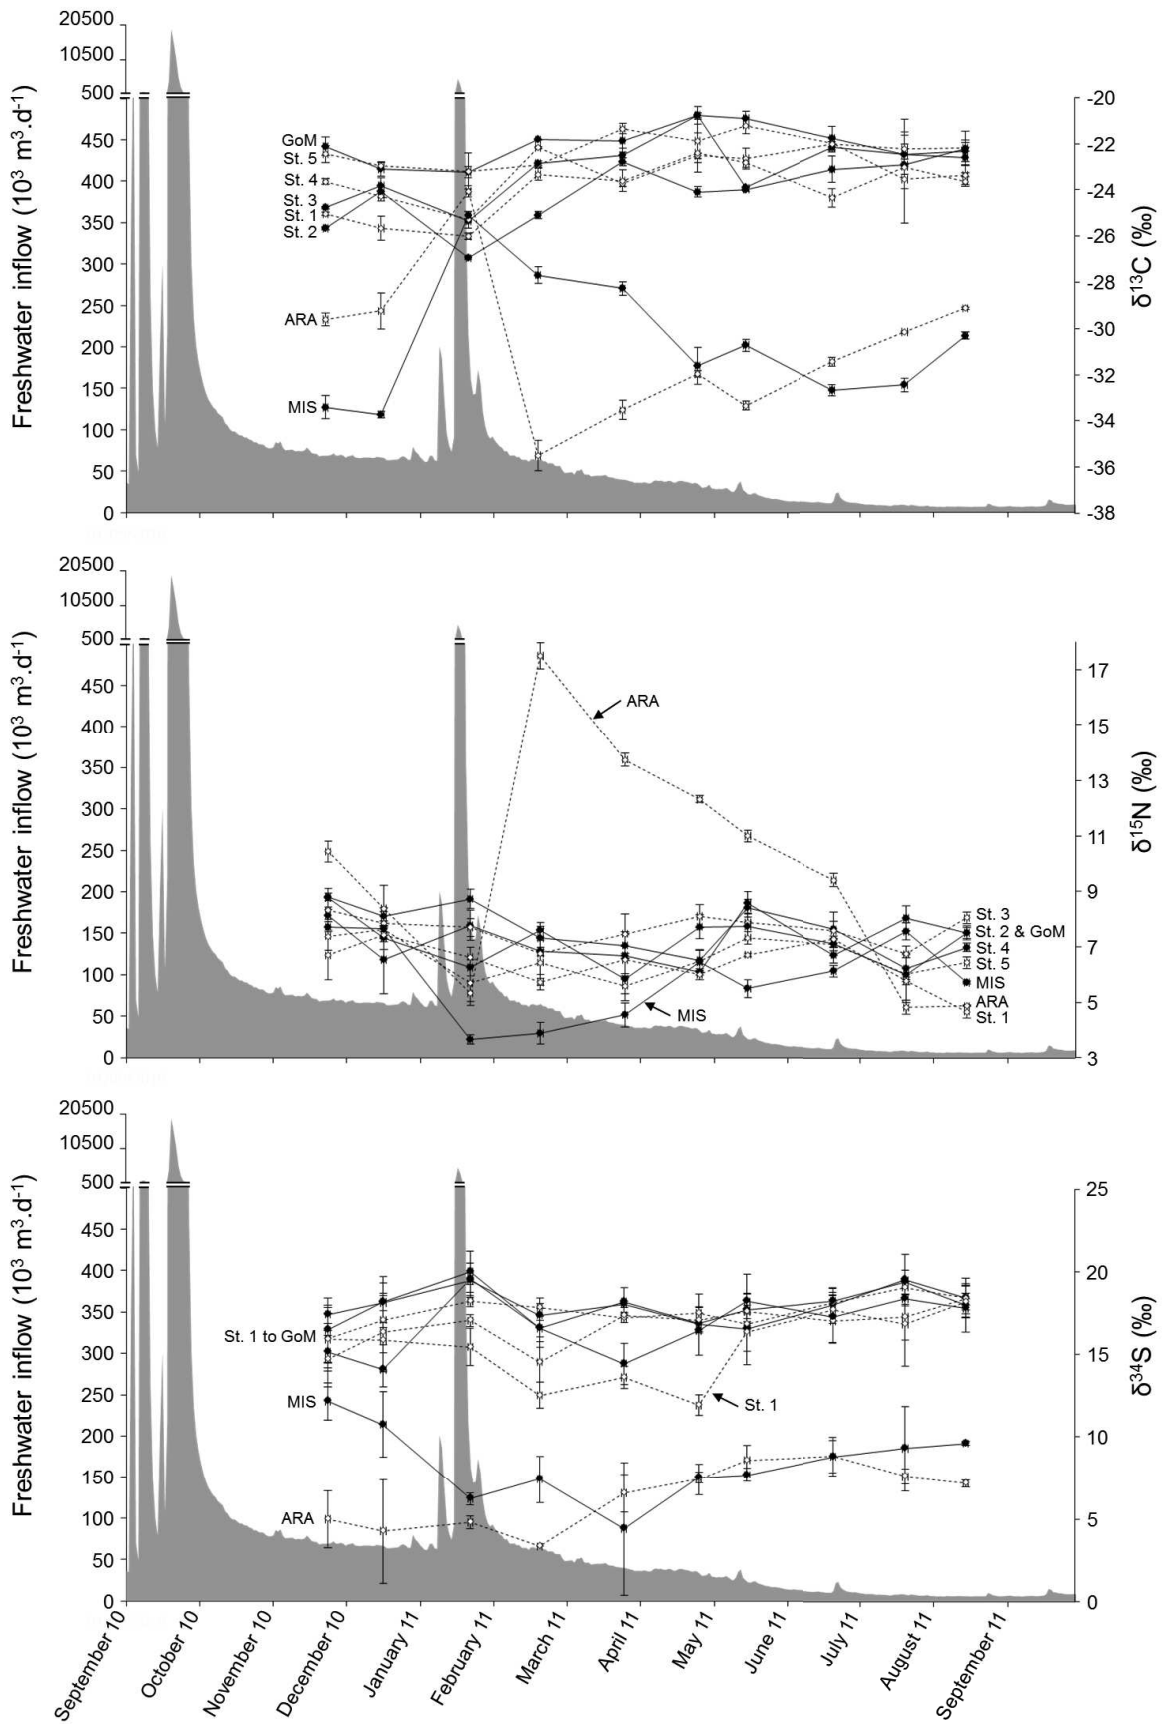 20500
10500
500
450
400
350
300
250
200
150
100
50
0
Freshwater inflow (10³ m³.d⁻¹)
GoM
St. 5
St. 4
St. 3
St. 1
St. 2
ARA
MIS
-20
-22
-24
-26
-28
-30
-32
-34
-36
-38
δ¹³C (‰)
20500
10500
500
450
400
350
300
250
200
150
100
50
0
Freshwater inflow (10³ m³.d⁻¹)
ARA
MIS
St. 3
St. 2 & GoM
St. 4
St. 5
MIS
ARA
St. 1
17
15
13
11
9
7
5
3
δ¹⁵N (‰)
20500
10500
500
450
400
350
300
250
200
150
100
50
0
Freshwater inflow (10³ m³.d⁻¹)
St. 1 to GoM
MIS
ARA
St. 1
25
20
15
10
5
0
δ³⁴S (‰)
September 10
October 10
November 10
December 10
January 11
February 11
March 11
April 11
May 11
June 11
July 11
August 11
September 11